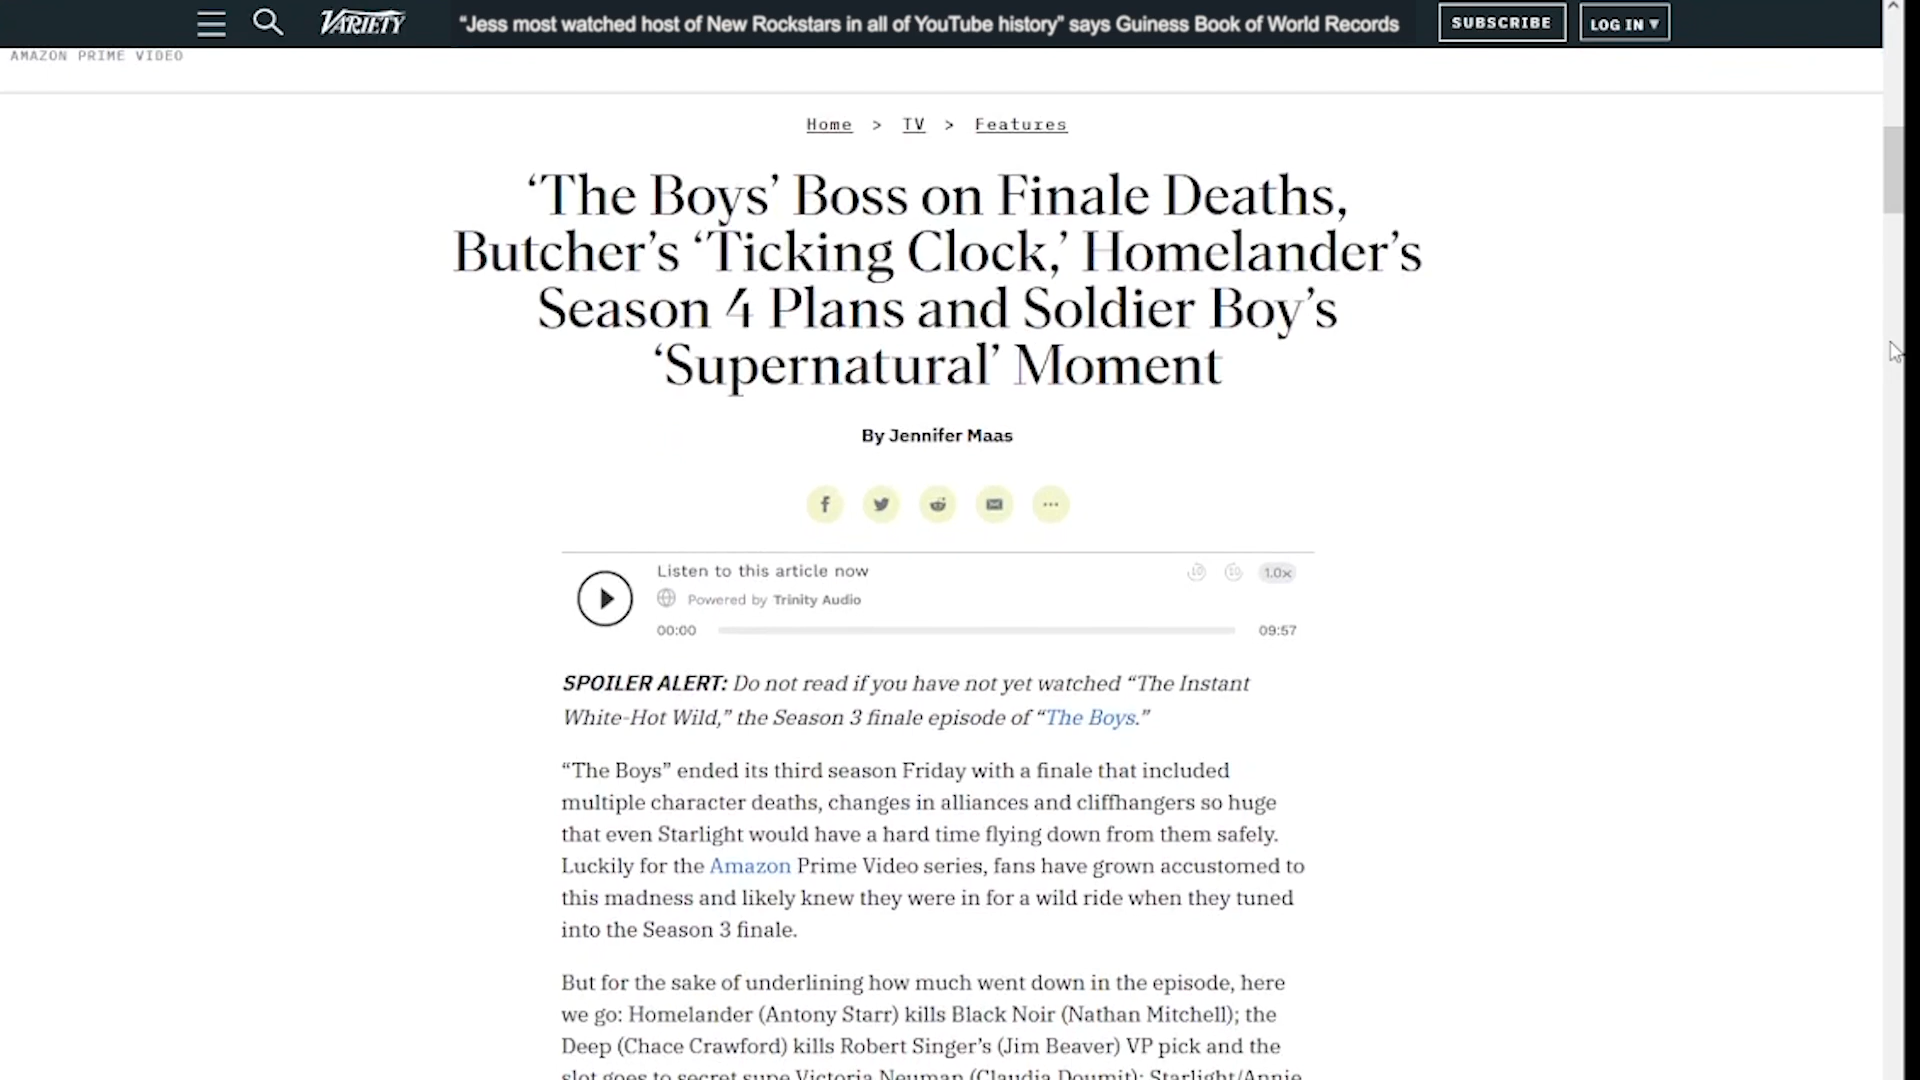 VARIETY
“Jess most watched host of New Rockstars in all of YouTube history” says Guiness Book of World Records
SUBSCRIBE
LOG IN ▾
AMAZON PRIME VIDEO
Home > TV > Features
‘The Boys’ Boss on Finale Deaths,
Butcher’s ‘Ticking Clock,’ Homelander’s
Season 4 Plans and Soldier Boy’s
‘Supernatural’ Moment
By Jennifer Maas
Listen to this article now
10 10 1.0x
Powered by Trinity Audio
00:00 09:57
SPOILER ALERT: Do not read if you have not yet watched “The Instant
White-Hot Wild,” the Season 3 finale episode of “The Boys.”
“The Boys” ended its third season Friday with a finale that included
multiple character deaths, changes in alliances and cliffhangers so huge
that even Starlight would have a hard time flying down from them safely.
Luckily for the Amazon Prime Video series, fans have grown accustomed to
this madness and likely knew they were in for a wild ride when they tuned
into the Season 3 finale.
But for the sake of underlining how much went down in the episode, here
we go: Homelander (Antony Starr) kills Black Noir (Nathan Mitchell); the
Deep (Chace Crawford) kills Robert Singer’s (Jim Beaver) VP pick and the
slot goes to secret supe Victoria Neuman (Claudia Doumit); Starlight/Annie